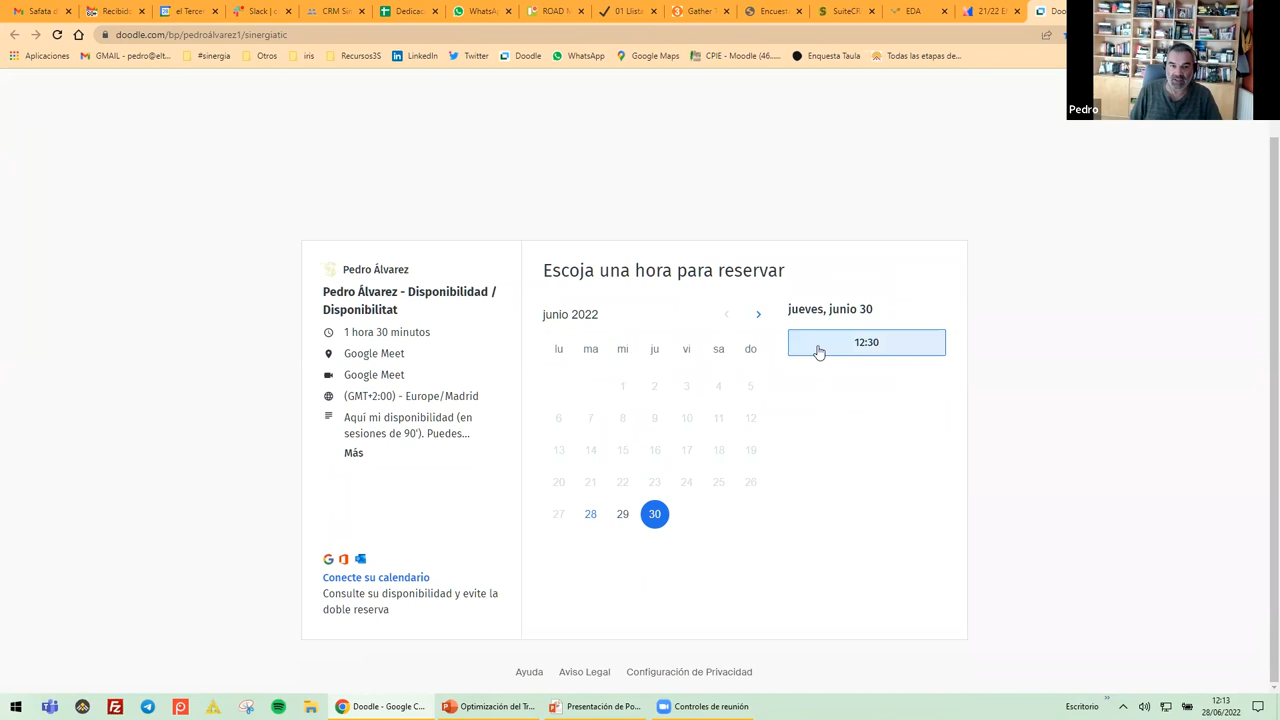 Safata d
Recibido
el Tercer
Slack | c
CRM Sin
Dedicac
WhatsA
RDAD N
01 Llista
Gather
Encuest
SuiteCR
EDA
21/22 E
Doo
doodle.com/bp/pedroálvarez1/sinergiatic
Aplicaciones
GMAIL - pedro@elt...
#sinergia
Otros
iris
Recursos3S
LinkedIn
Twitter
Doodle
WhatsApp
Google Maps
CPIE - Moodle (46....
Enquesta Taula
Todas las etapas de...
Pedro
Pedro Álvarez
Pedro Álvarez - Disponibilidad /
Disponibilitat
1 hora 30 minutos
Google Meet
Google Meet
(GMT+2:00) - Europe/Madrid
Aquí mi disponibilidad (en
sesiones de 90'). Puedes...
Más
Conecte su calendario
Consulte su disponibilidad y evite la
doble reserva
Escoja una hora para reservar
junio 2022
lu ma mi ju vi sa do
1 2 3 4 5
6 7 8 9 10 11 12
13 14 15 16 17 18 19
20 21 22 23 24 25 26
27 28 29 30
jueves, junio 30
12:30
Ayuda Aviso Legal Configuración de Privacidad
Doodle - Google C...
Optimización del Tr...
Presentación de Po...
Controles de reunión
Escritorio
12:13
28/06/2022